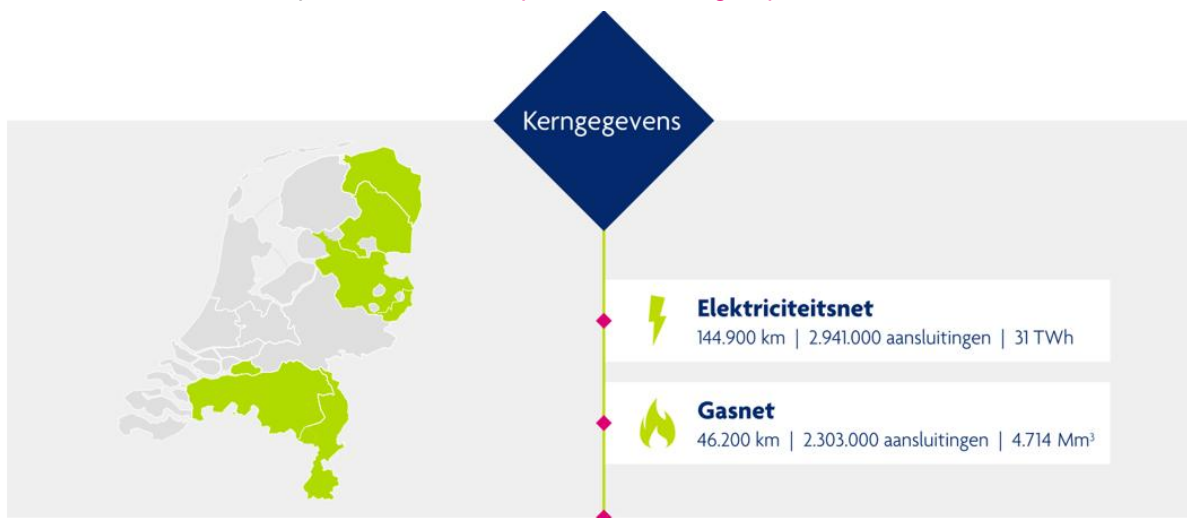 Kerngegevens
Elektriciteitsnet
144.900 km | 2.941.000 aansluitingen | 31 TWh
Gasnet
46.200 km | 2.303.000 aansluitingen | 4.714 Mm³